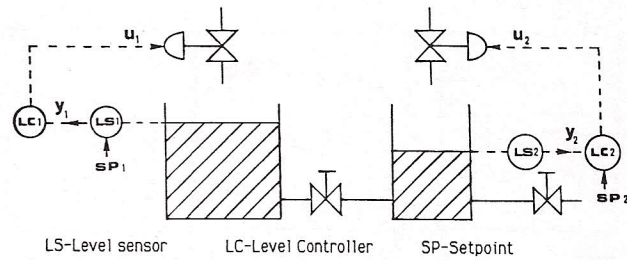 u1 u2
LC1 y1 LS1 LS2 y2 LC2
SP1 SP2
LS-Level sensor LC-Level Controller SP-Setpoint